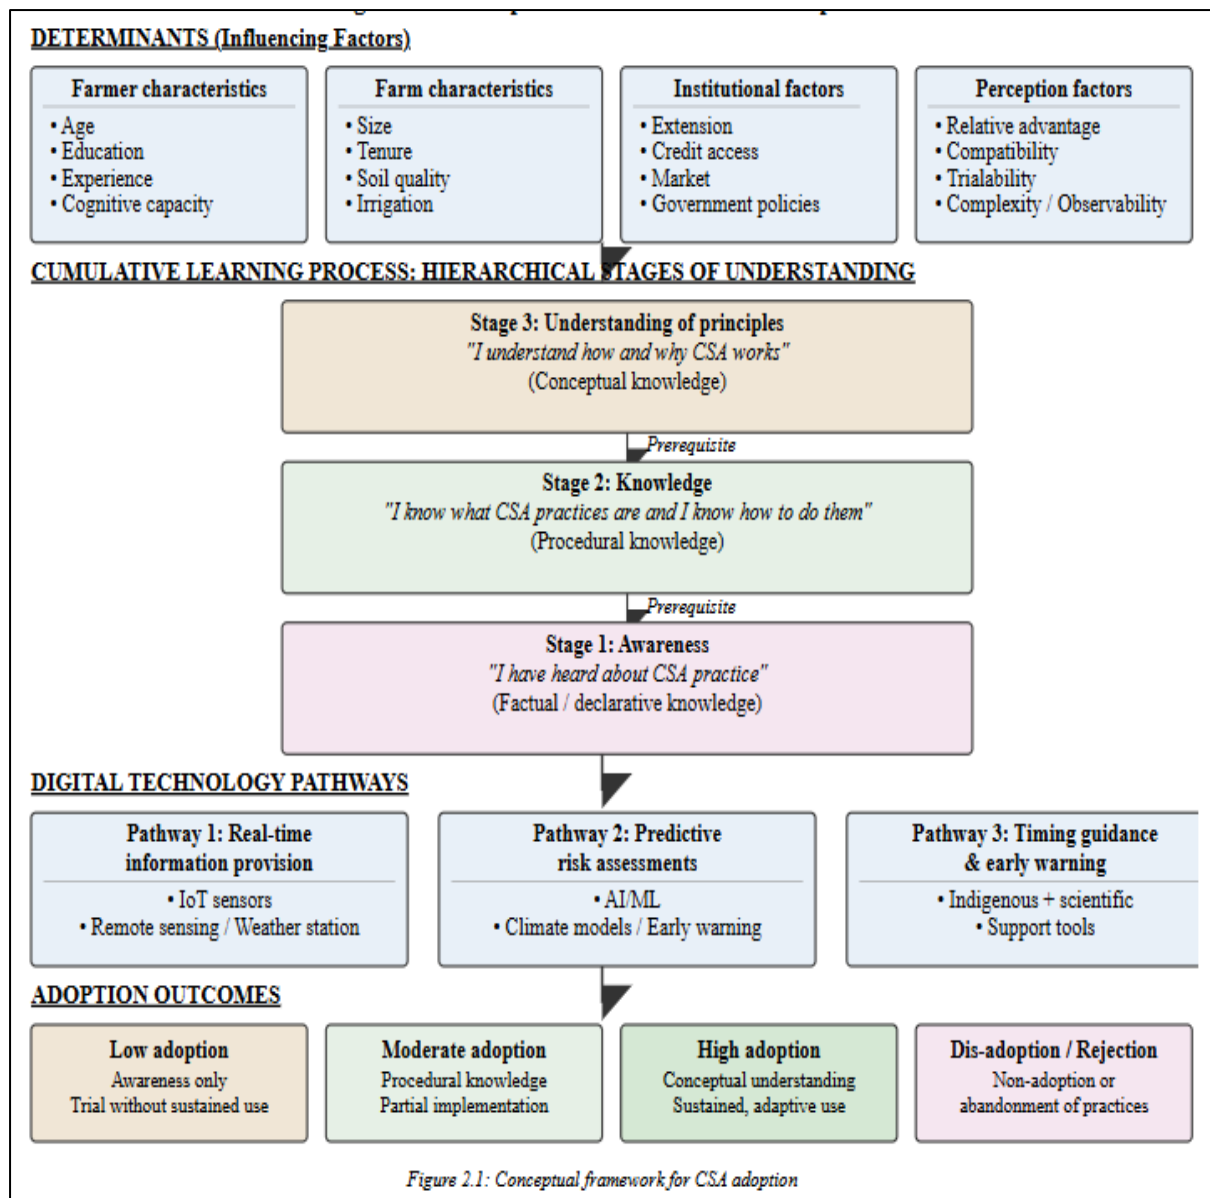 DETERMINANTS (Influencing Factors)
Farmer characteristics
• Age
• Education
• Experience
• Cognitive capacity
Farm characteristics
• Size
• Tenure
• Soil quality
• Irrigation
Institutional factors
• Extension
• Credit access
• Market
• Government policies
Perception factors
• Relative advantage
• Compatibility
• Trialability
• Complexity / Observability
CUMULATIVE LEARNING PROCESS: HIERARCHICAL STAGES OF UNDERSTANDING
Stage 3: Understanding of principles
"I understand how and why CSA works"
(Conceptual knowledge)
Prerequisite
Stage 2: Knowledge
"I know what CSA practices are and I know how to do them"
(Procedural knowledge)
Prerequisite
Stage 1: Awareness
"I have heard about CSA practice"
(Factual / declarative knowledge)
DIGITAL TECHNOLOGY PATHWAYS
Pathway 1: Real-time
information provision
• IoT sensors
• Remote sensing / Weather station
Pathway 2: Predictive
risk assessments
• AI/ML
• Climate models / Early warning
Pathway 3: Timing guidance
& early warning
• Indigenous + scientific
• Support tools
ADOPTION OUTCOMES
Low adoption
Awareness only
Trial without sustained use
Moderate adoption
Procedural knowledge
Partial implementation
High adoption
Conceptual understanding
Sustained, adaptive use
Dis-adoption / Rejection
Non-adoption or
abandonment of practices
Figure 2.1: Conceptual framework for CSA adoption